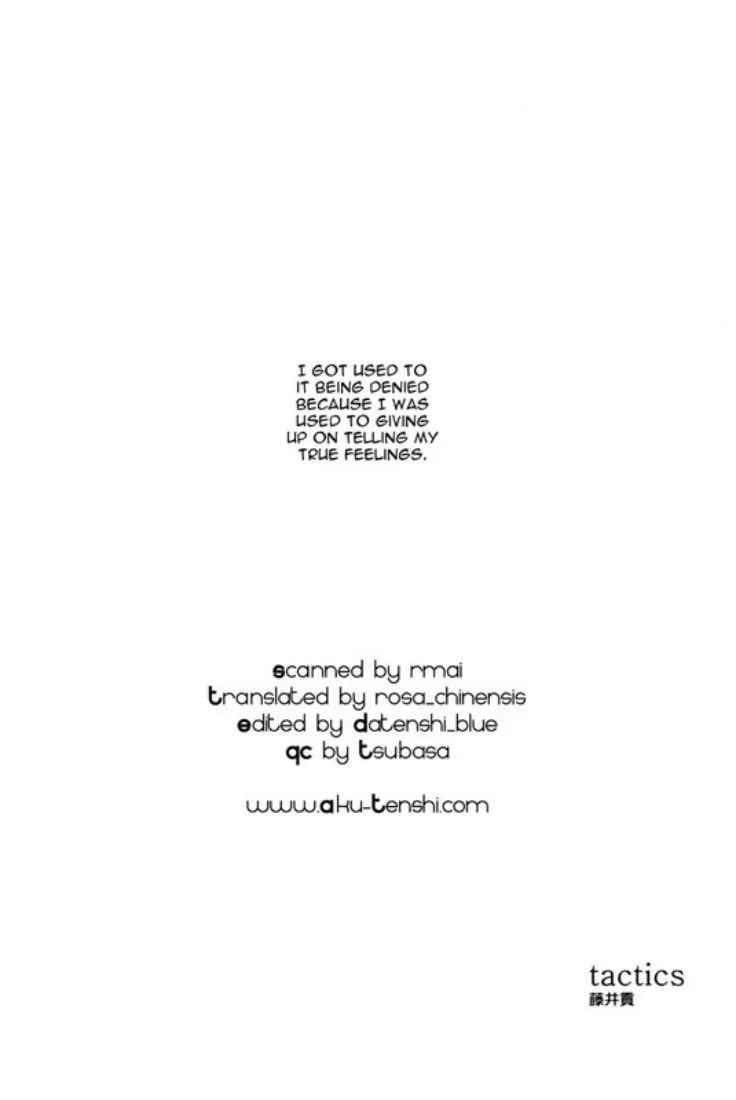 I GOT USED TO
IT BEING DENIED
BECAUSE I WAS
USED TO GIVING
UP ON TELLING MY
TRUE FEELINGS.
scanned by rmai
translated by rosa_chinensis
edited by datenshi_blue
qc by tsubasa
www.aku-tenshi.com
tactics
藤井貢